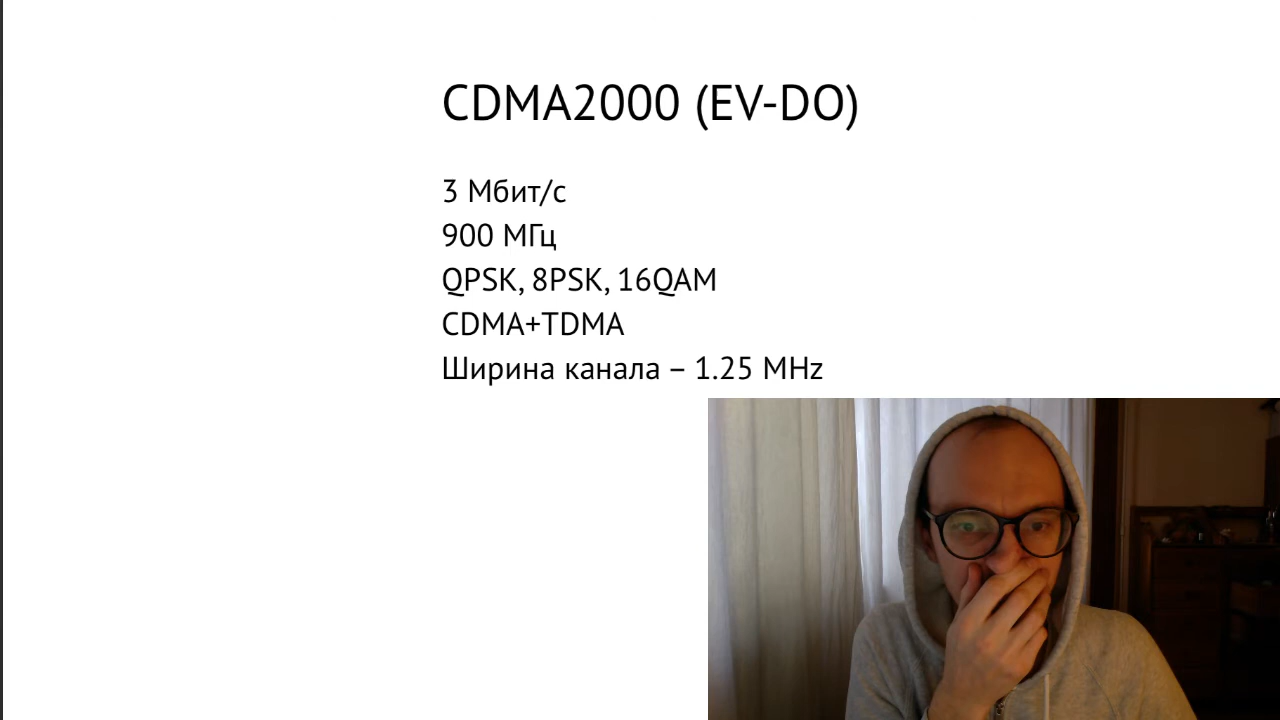 CDMA2000 (EV-DO)
3 Мбит/с
900 МГц
QPSK, 8PSK, 16QAM
CDMA+TDMA
Ширина канала – 1.25 MHz